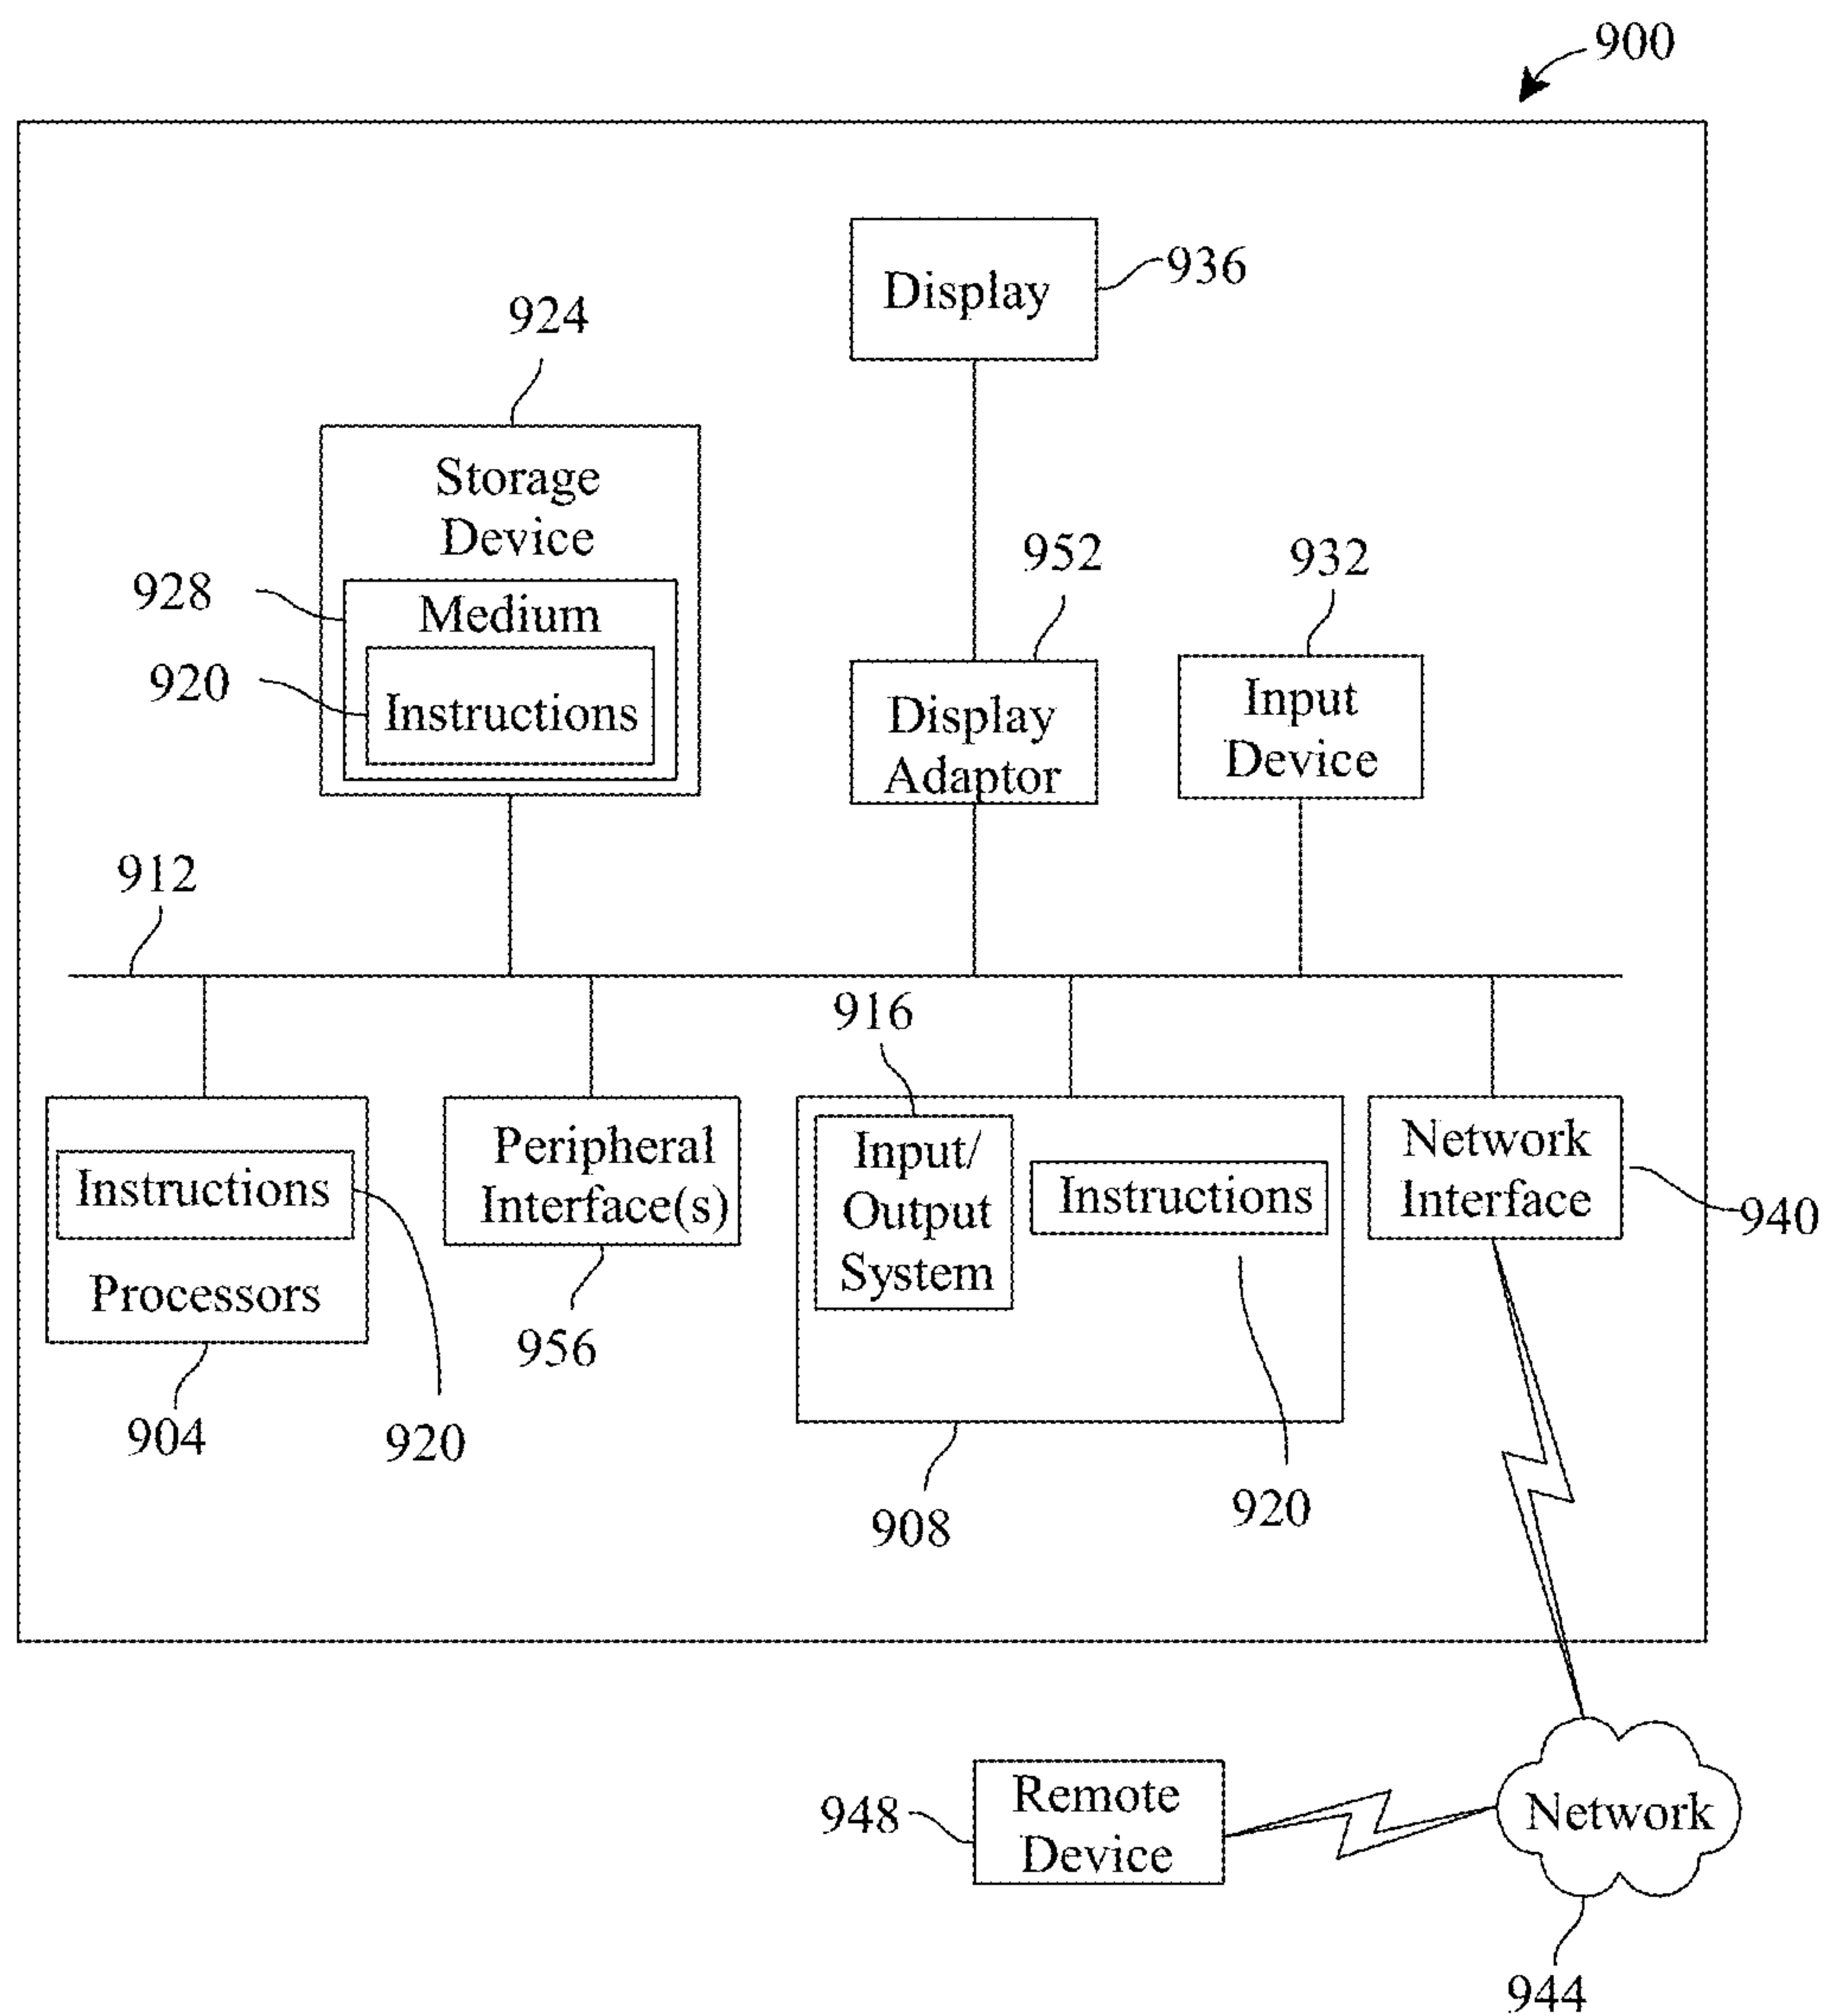 900
Display
936
924
Storage
Device
928
Medium
920
Instructions
952
Display
Adaptor
932
Input
Device
912
916
Instructions
Processors
904
920
Peripheral
Interface(s)
956
Input/
Output
System
Instructions
908
920
Network
Interface
940
948
Remote
Device
Network
944